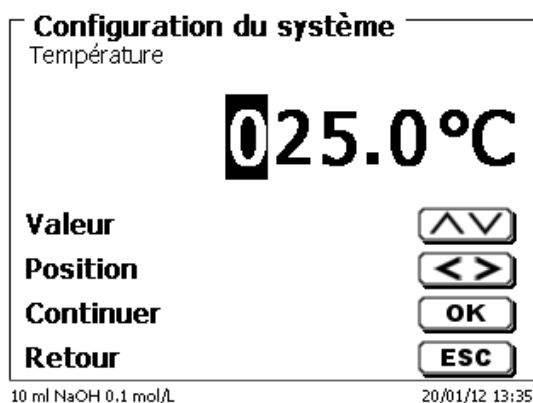 Configuration du système
Température
025.0°C
Valeur
Position
Continuer OK
Retour ESC
10 ml NaOH 0.1 mol/L 20/01/12 13:35